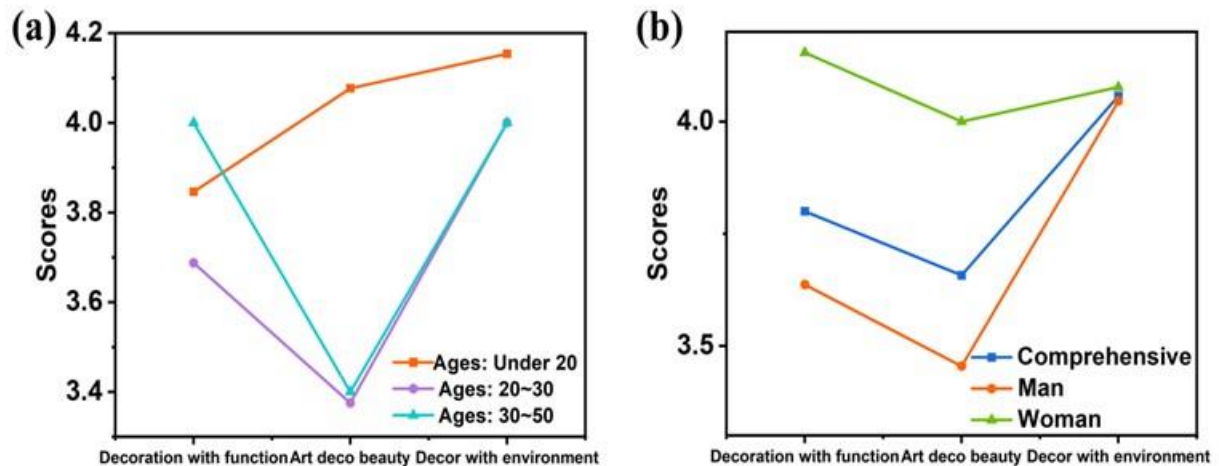 (a)
4.2
4.0
3.8
3.6
3.4
Scores
Ages: Under 20
Ages: 20~30
Ages: 30~50
Decoration with function Art deco beauty Decor with environment
(b)
4.0
3.5
Scores
Comprehensive
Man
Woman
Decoration with function Art deco beauty Decor with environment